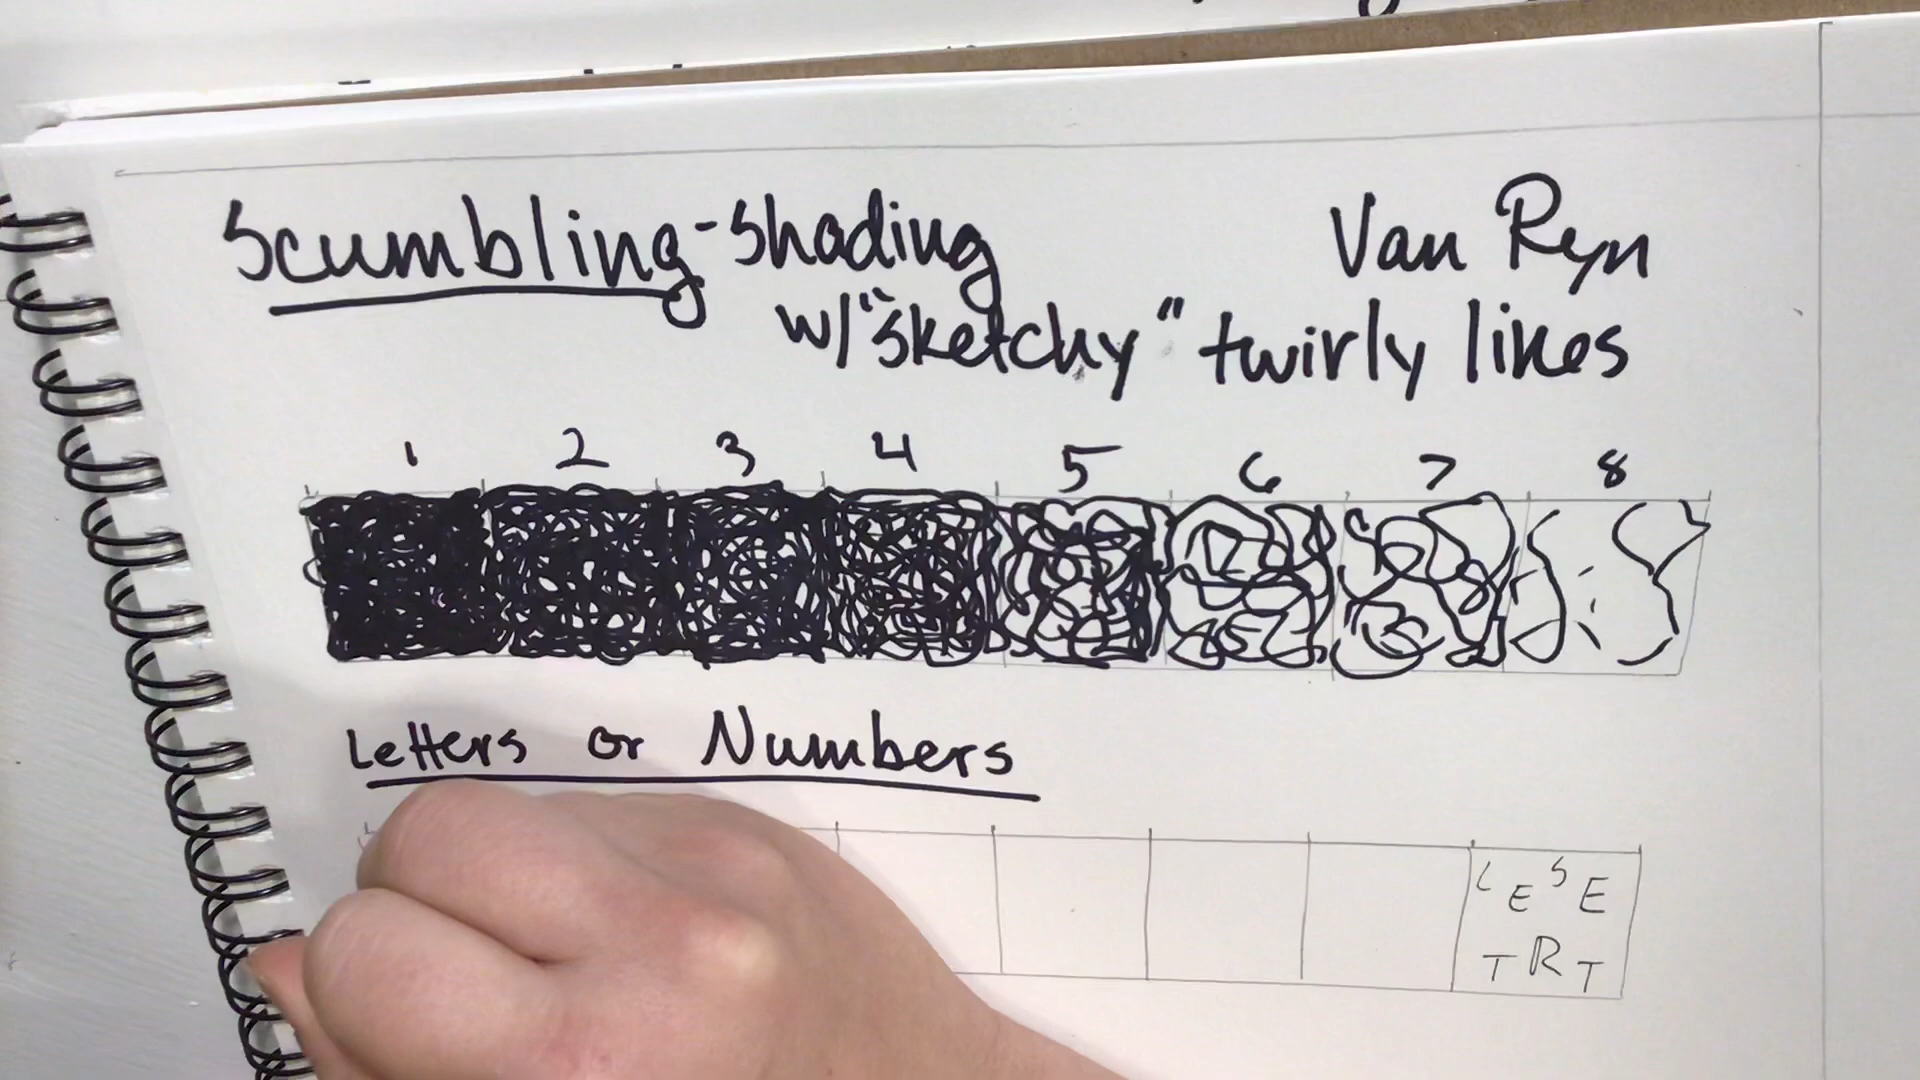 Scumbling-Shading
Van Ryn
w/"sketchy" twirly lines
1 2 3 4 5 6 7 8
Letters or Numbers
L E S E
T R T